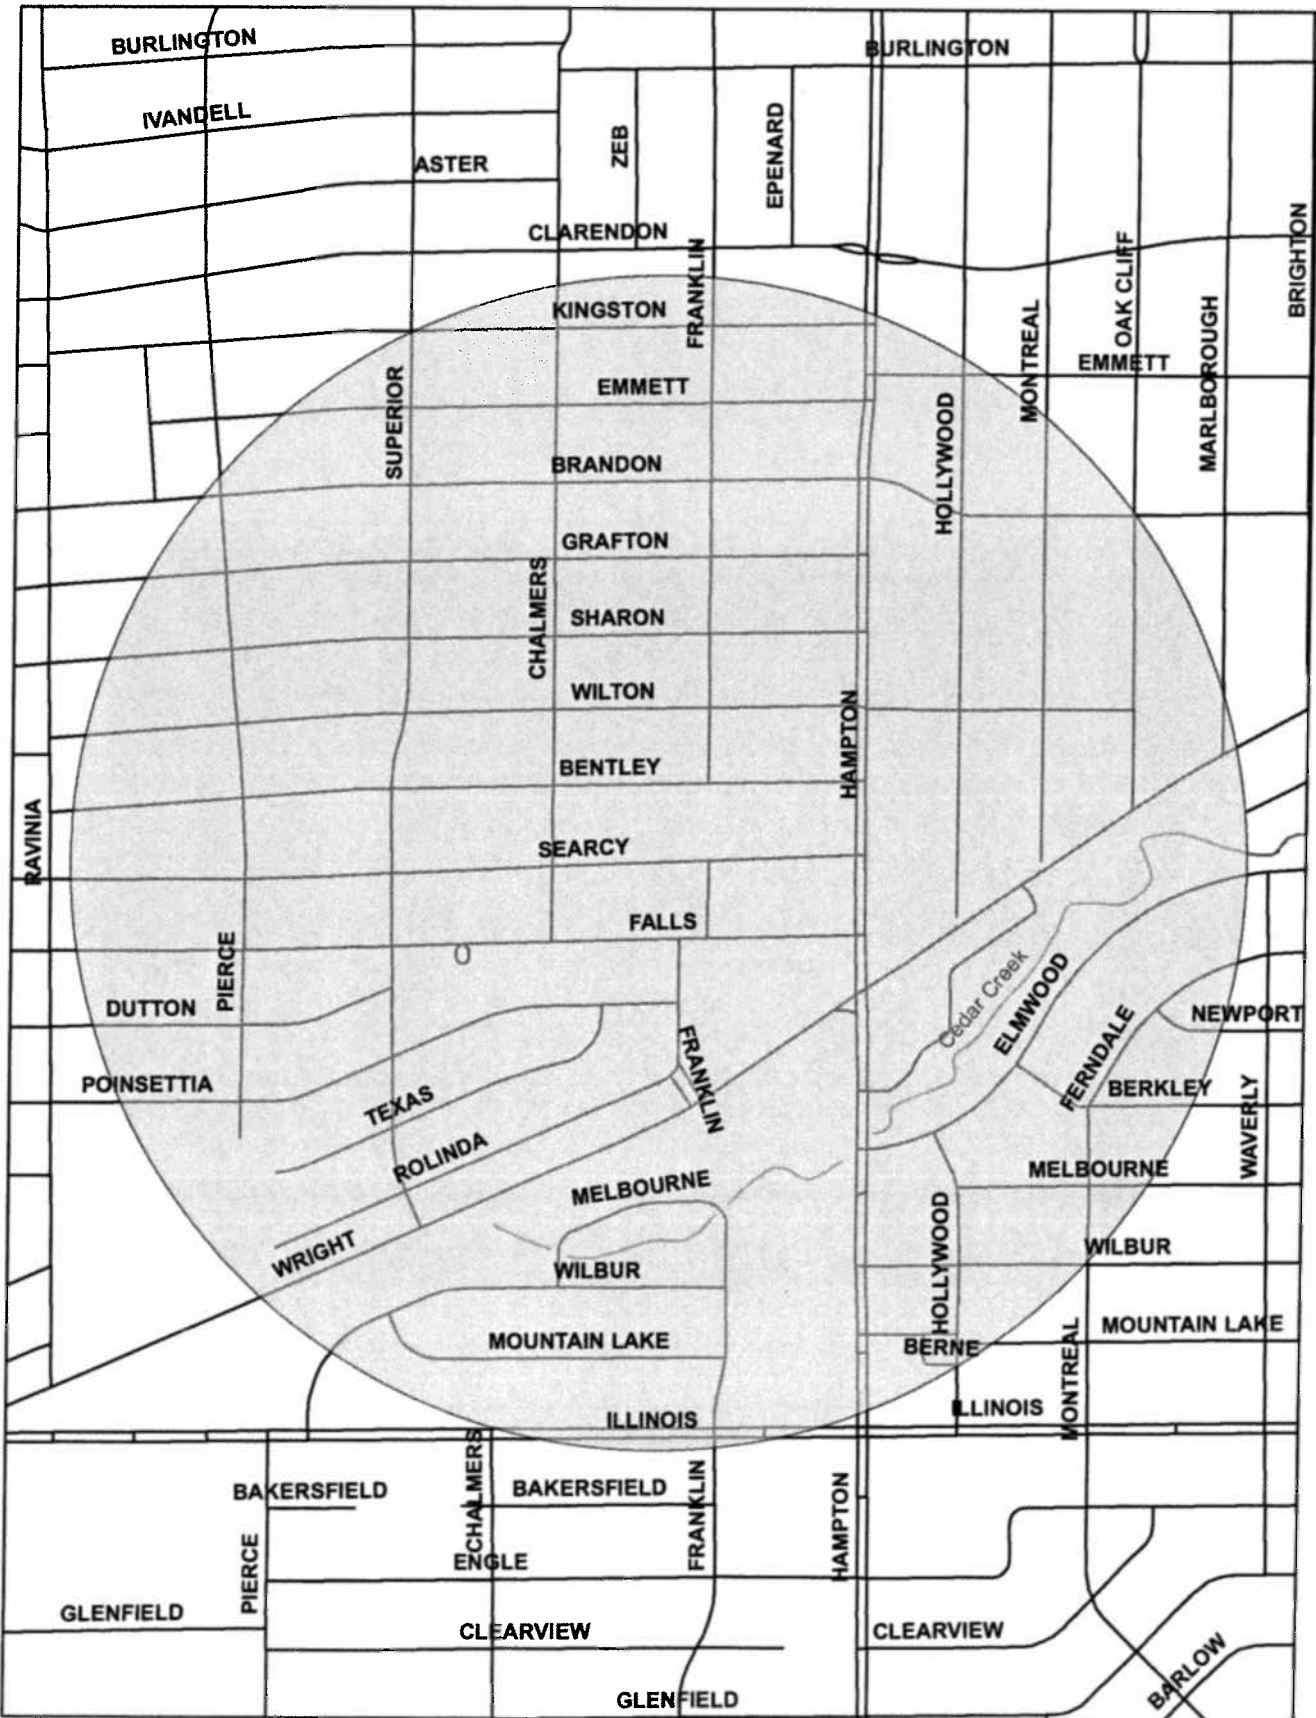 BURLINGTON
BURLINGTON
IVANDELL
ZEB
EPENARD
ASTER
CLARENDON
FRANKLIN
OAK CLIFF
BRIGHTON
KINGSTON
MONTREAL
MARLBOROUGH
EMMETT
SUPERIOR
EMMETT
HOLLYWOOD
BRANDON
GRAFTON
CHALMERS
SHARON
WILTON
HAMPTON
BENTLEY
RAVINIA
SEARCY
FALLS
PIERCE
Cedar Creek
ELMWOOD
DUTTON
FRANKLIN
FERNDALE
NEWPORT
POINSETTIA
TEXAS
BERKLEY
WAVERLY
ROLINDA
MELBOURNE
MELBOURNE
WRIGHT
WILBUR
HOLLYWOOD
WILBUR
MOUNTAIN LAKE
BERNE
MONTREAL
MOUNTAIN LAKE
ILLINOIS
ILLINOIS
BAKERSFIELD
CHALMERS
BAKERSFIELD
FRANKLIN
HAMPTON
PIERCE
ENGLE
GLENFIELD
CLEARVIEW
CLEARVIEW
BARLOW
GLENFIELD